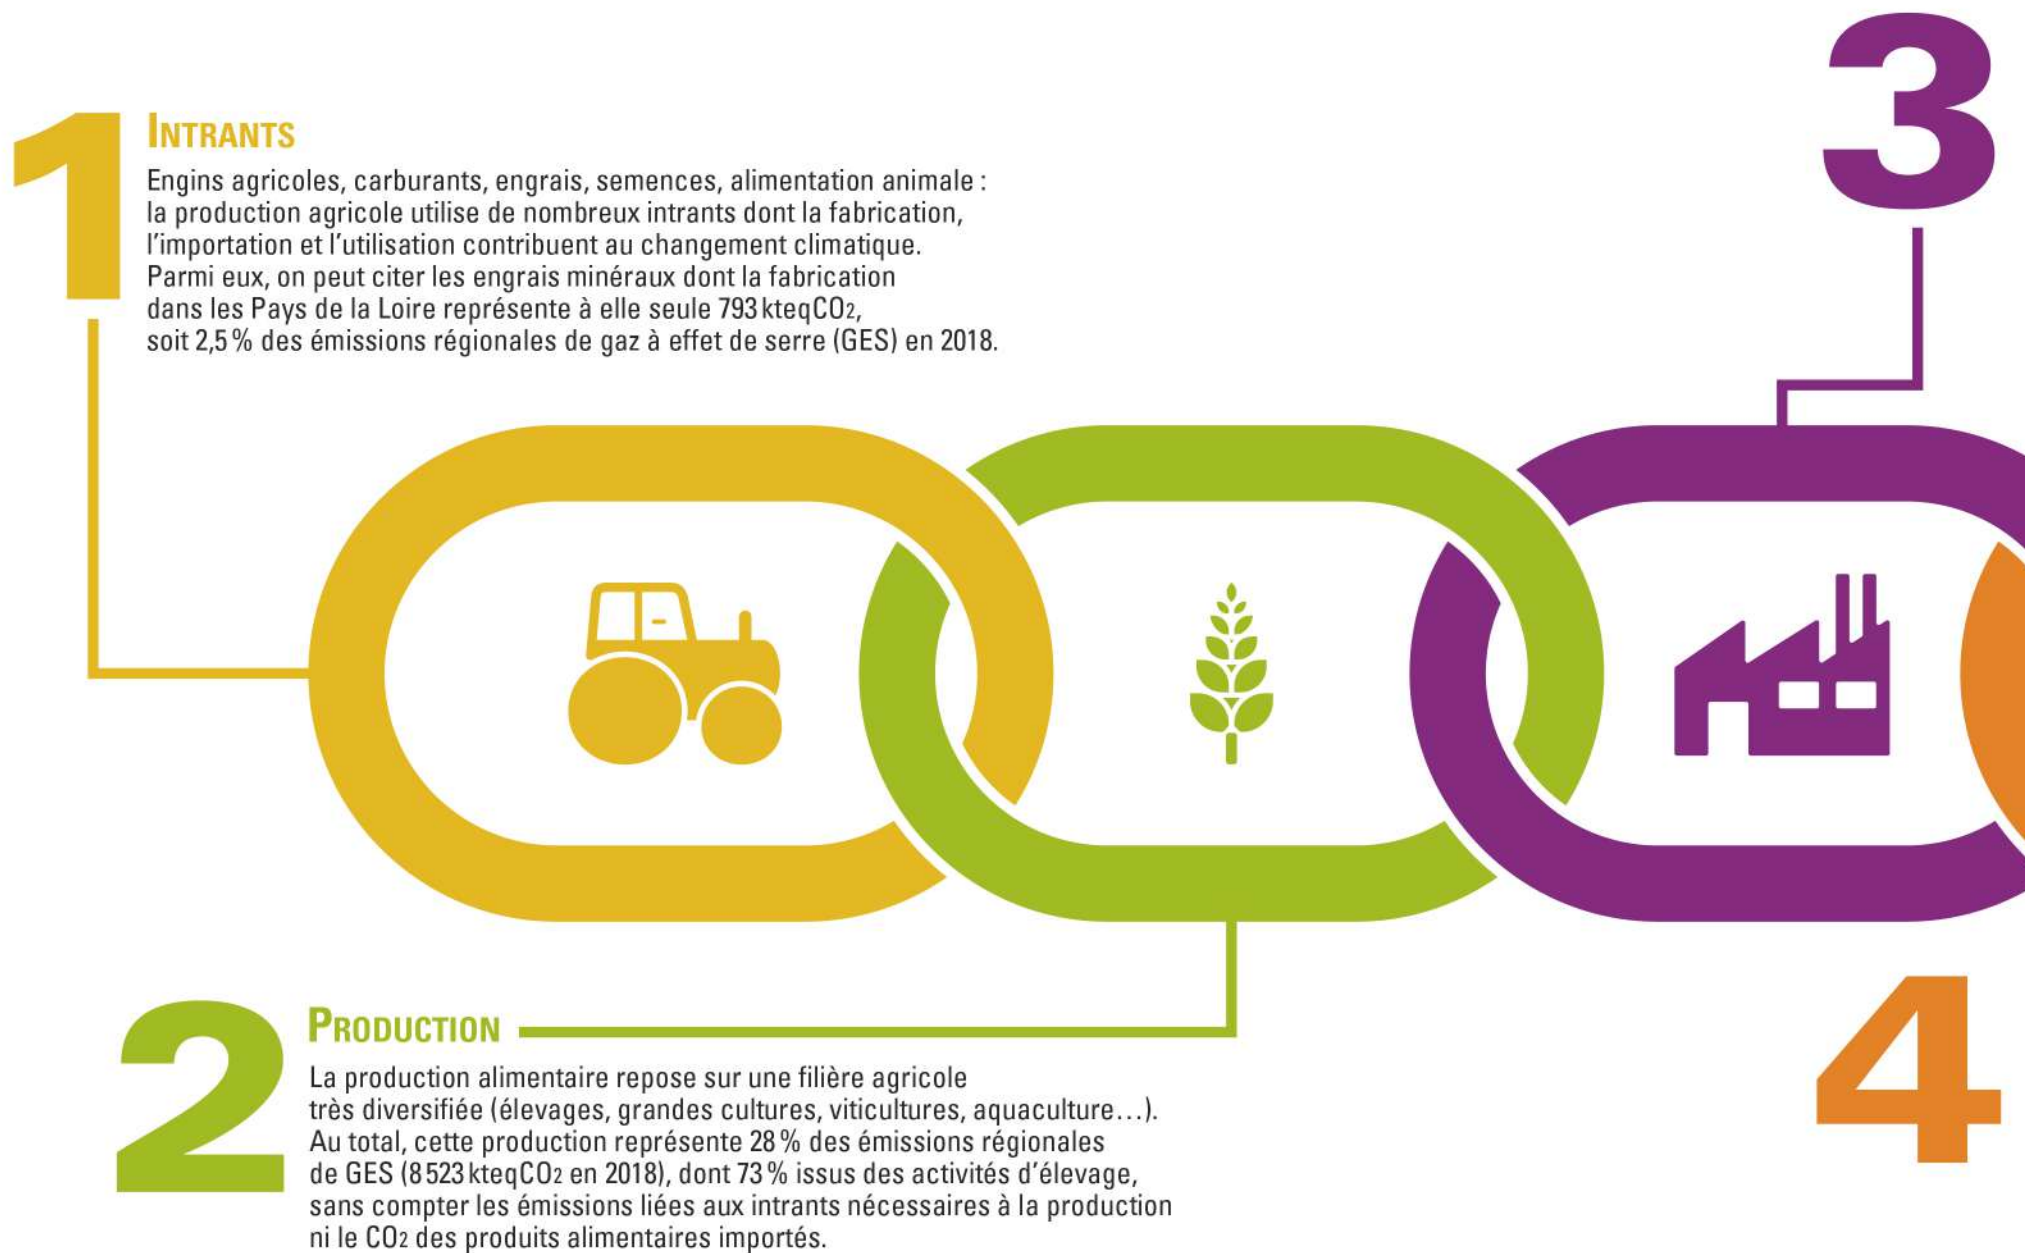 1
INTRANTS
Engins agricoles, carburants, engrais, semences, alimentation animale :
la production agricole utilise de nombreux intrants dont la fabrication,
l'importation et l'utilisation contribuent au changement climatique.
Parmi eux, on peut citer les engrais minéraux dont la fabrication
dans les Pays de la Loire représente à elle seule 793 kteqCO2,
soit 2,5 % des émissions régionales de gaz à effet de serre (GES) en 2018.
3
2
PRODUCTION
La production alimentaire repose sur une filière agricole
très diversifiée (élevages, grandes cultures, viticultures, aquaculture…).
Au total, cette production représente 28 % des émissions régionales
de GES (8 523 kteqCO2 en 2018), dont 73 % issus des activités d'élevage,
sans compter les émissions liées aux intrants nécessaires à la production
ni le CO2 des produits alimentaires importés.
4